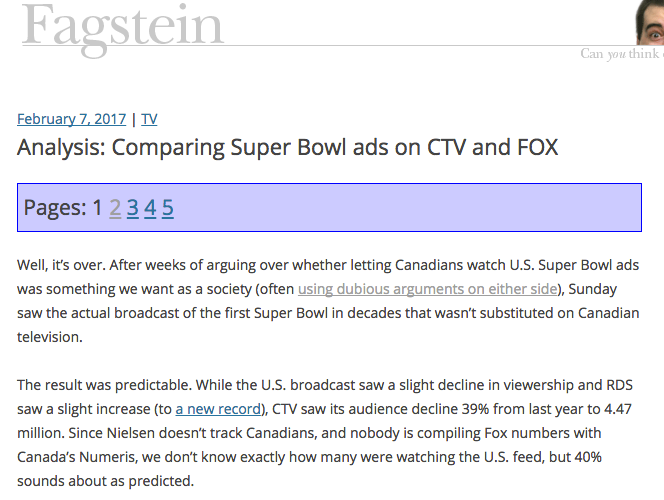 Fagstein
Can you think
February 7, 2017 | TV
Analysis: Comparing Super Bowl ads on CTV and FOX
Pages: 1 2 3 4 5
Well, it’s over. After weeks of arguing over whether letting Canadians watch U.S. Super Bowl ads
was something we want as a society (often using dubious arguments on either side), Sunday
saw the actual broadcast of the first Super Bowl in decades that wasn’t substituted on Canadian
television.
The result was predictable. While the U.S. broadcast saw a slight decline in viewership and RDS
saw a slight increase (to a new record), CTV saw its audience decline 39% from last year to 4.47
million. Since Nielsen doesn’t track Canadians, and nobody is compiling Fox numbers with
Canada’s Numeris, we don’t know exactly how many were watching the U.S. feed, but 40%
sounds about as predicted.